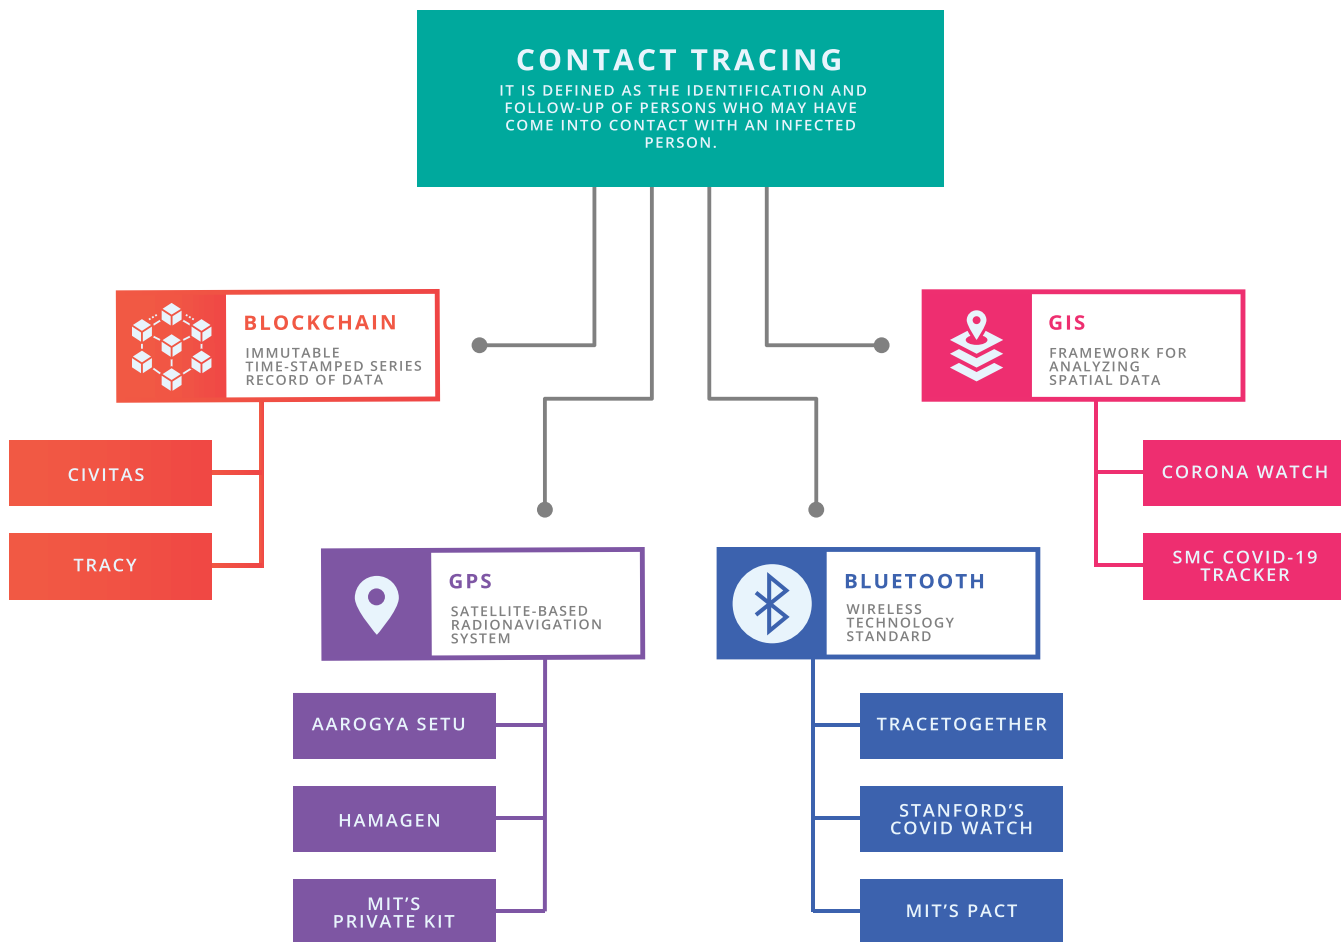 CONTACT TRACING
IT IS DEFINED AS THE IDENTIFICATION AND
FOLLOW-UP OF PERSONS WHO MAY HAVE
COME INTO CONTACT WITH AN INFECTED
PERSON.
BLOCKCHAIN
IMMUTABLE
TIME-STAMPED SERIES
RECORD OF DATA
CIVITAS
TRACY
GIS
FRAMEWORK FOR
ANALYZING
SPATIAL DATA
CORONA WATCH
SMC COVID-19
TRACKER
GPS
SATELLITE-BASED
RADIONAVIGATION
SYSTEM
AAROGYA SETU
HAMAGEN
MIT'S
PRIVATE KIT
BLUETOOTH
WIRELESS
TECHNOLOGY
STANDARD
TRACETOGETHER
STANFORD'S
COVID WATCH
MIT'S PACT